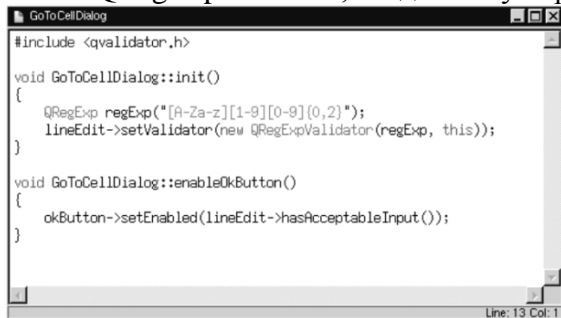 GoToCellDialog
#include <qvalidator.h>
void GoToCellDialog::init()
{
    QRegExp regExp("[A-Za-z][1-9][0-9]{0,2}");
    lineEdit->setValidator(new QRegExpValidator(regExp, this));
}
void GoToCellDialog::enableOkButton()
{
    okButton->setEnabled(lineEdit->hasAcceptableInput());
}
Line: 13 Col: 1